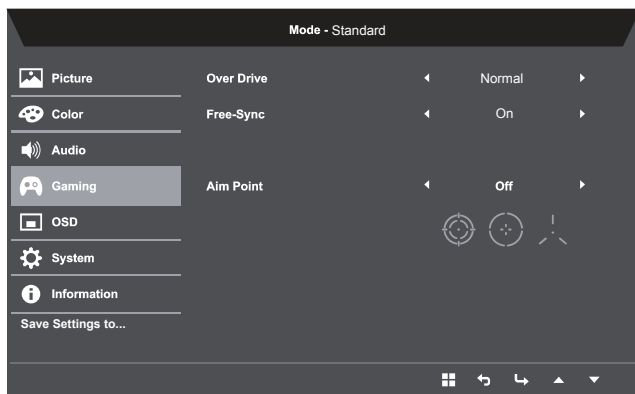 Mode - Standard
Picture
Over Drive Normal
Color
Free-Sync On
Audio
Gaming
Aim Point Off
OSD
System
Information
Save Settings to...